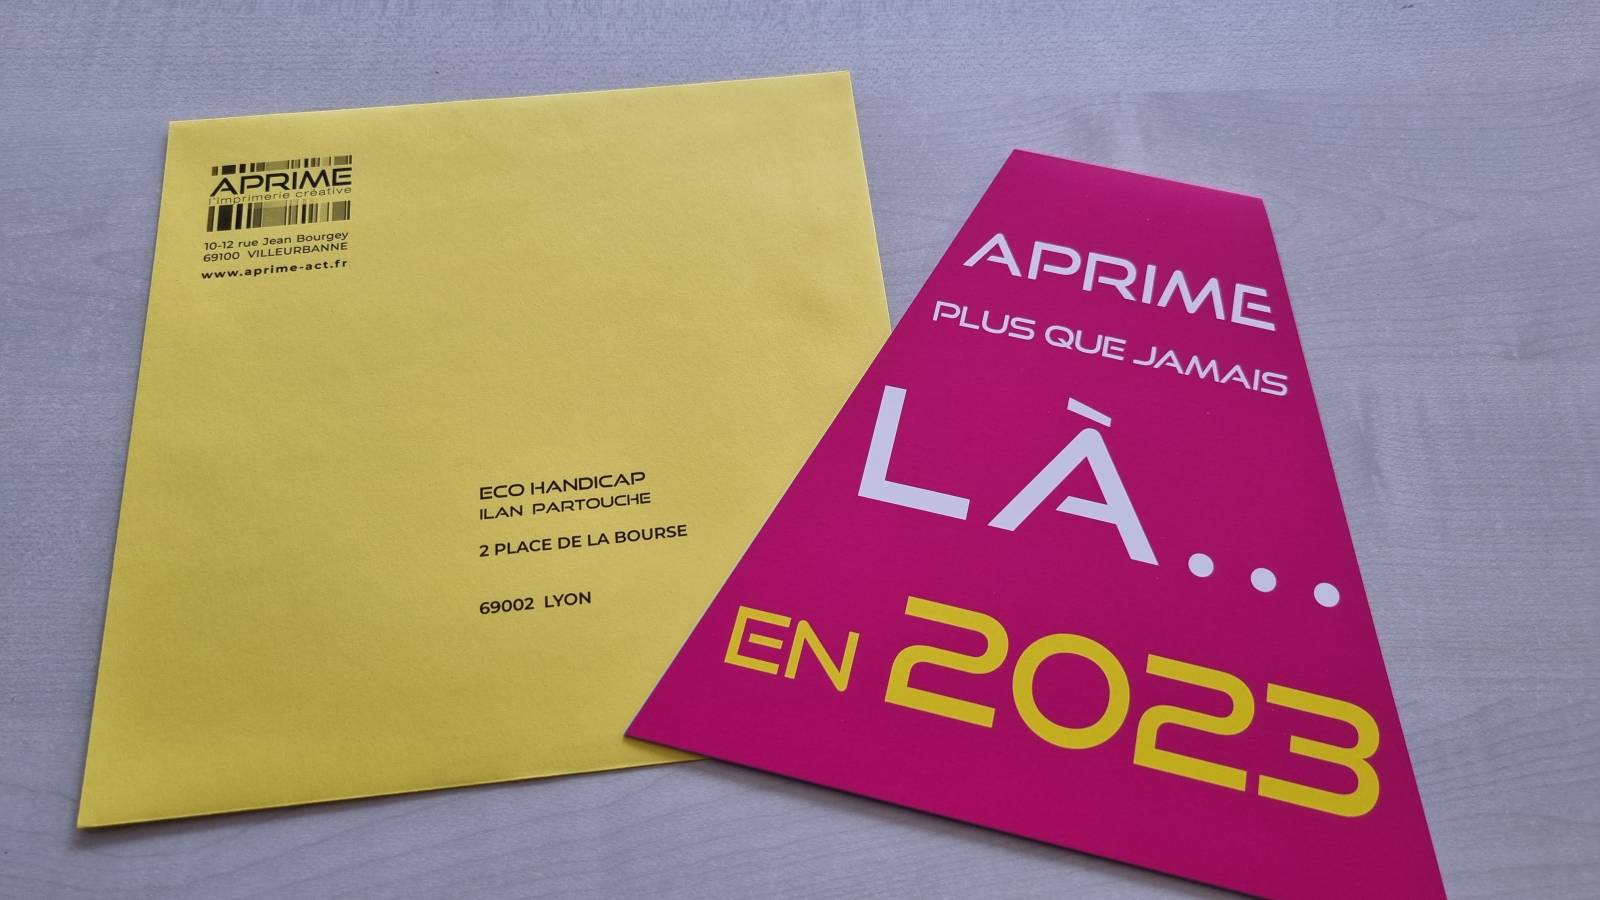 APRIME
l'imprimerie créative
10-12 rue Jean Bourgey
69100 VILLEURBANNE
www.aprime-act.fr
ECO HANDICAP
ILAN PARTOUCHE
2 PLACE DE LA BOURSE
69002 LYON
APRIME
PLUS QUE JAMAIS
LÀ...
EN 2023